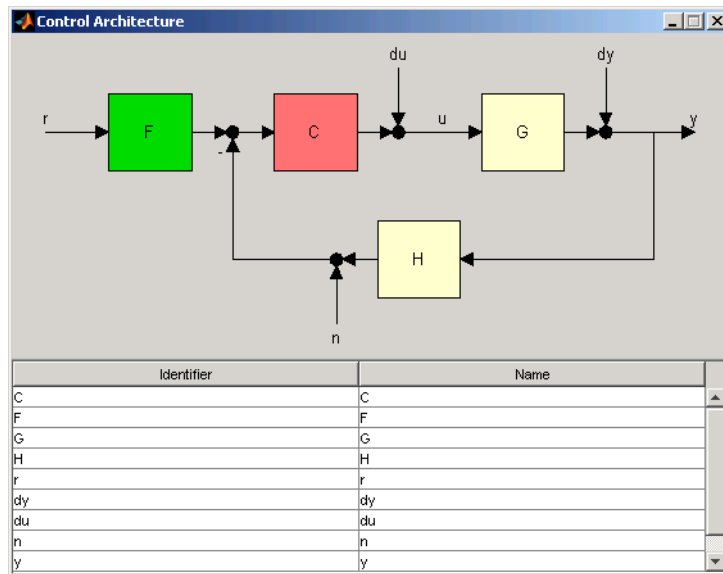 Control Architecture
du
dy
r
F
C
u
G
y
-
H
n
Identifier Name
C C
F F
G G
H H
r r
dy dy
du du
n n
y y